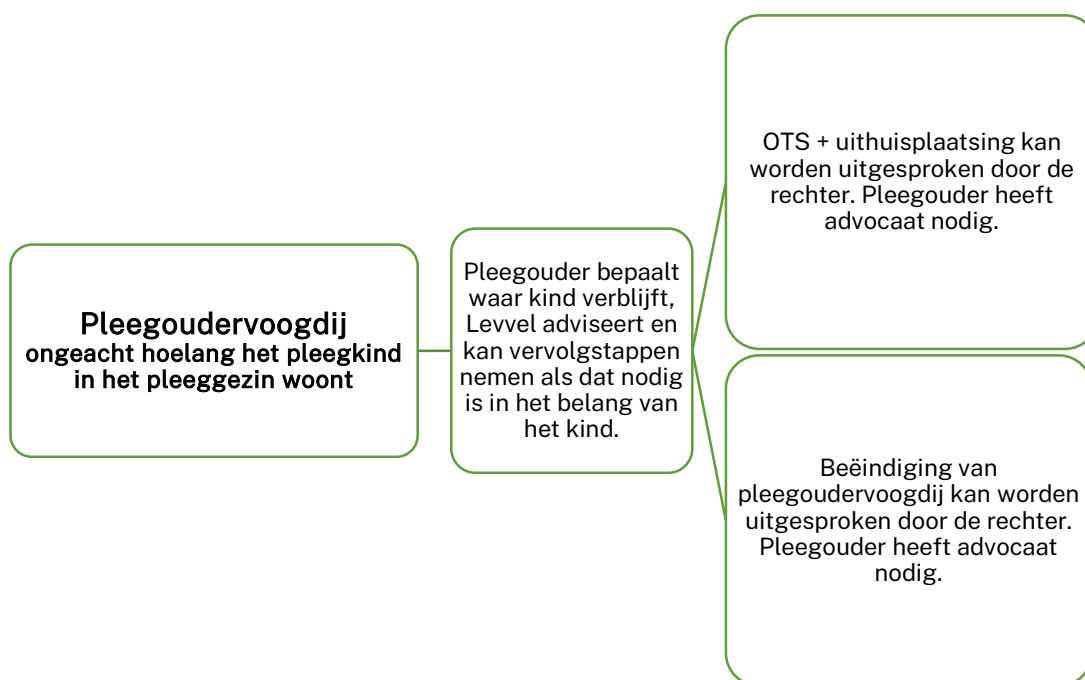 Pleegoudervoogdij
ongeacht hoelang het pleegkind
in het pleeggezin woont
Pleegouder bepaalt
waar kind verblijft,
Levvel adviseert en
kan vervolgstappen
nemen als dat nodig
is in het belang van
het kind.
OTS + uithuisplaatsing kan
worden uitgesproken door de
rechter. Pleegouder heeft
advocaat nodig.
Beëindiging van
pleegoudervoogdij kan worden
uitgesproken door de rechter.
Pleegouder heeft advocaat
nodig.